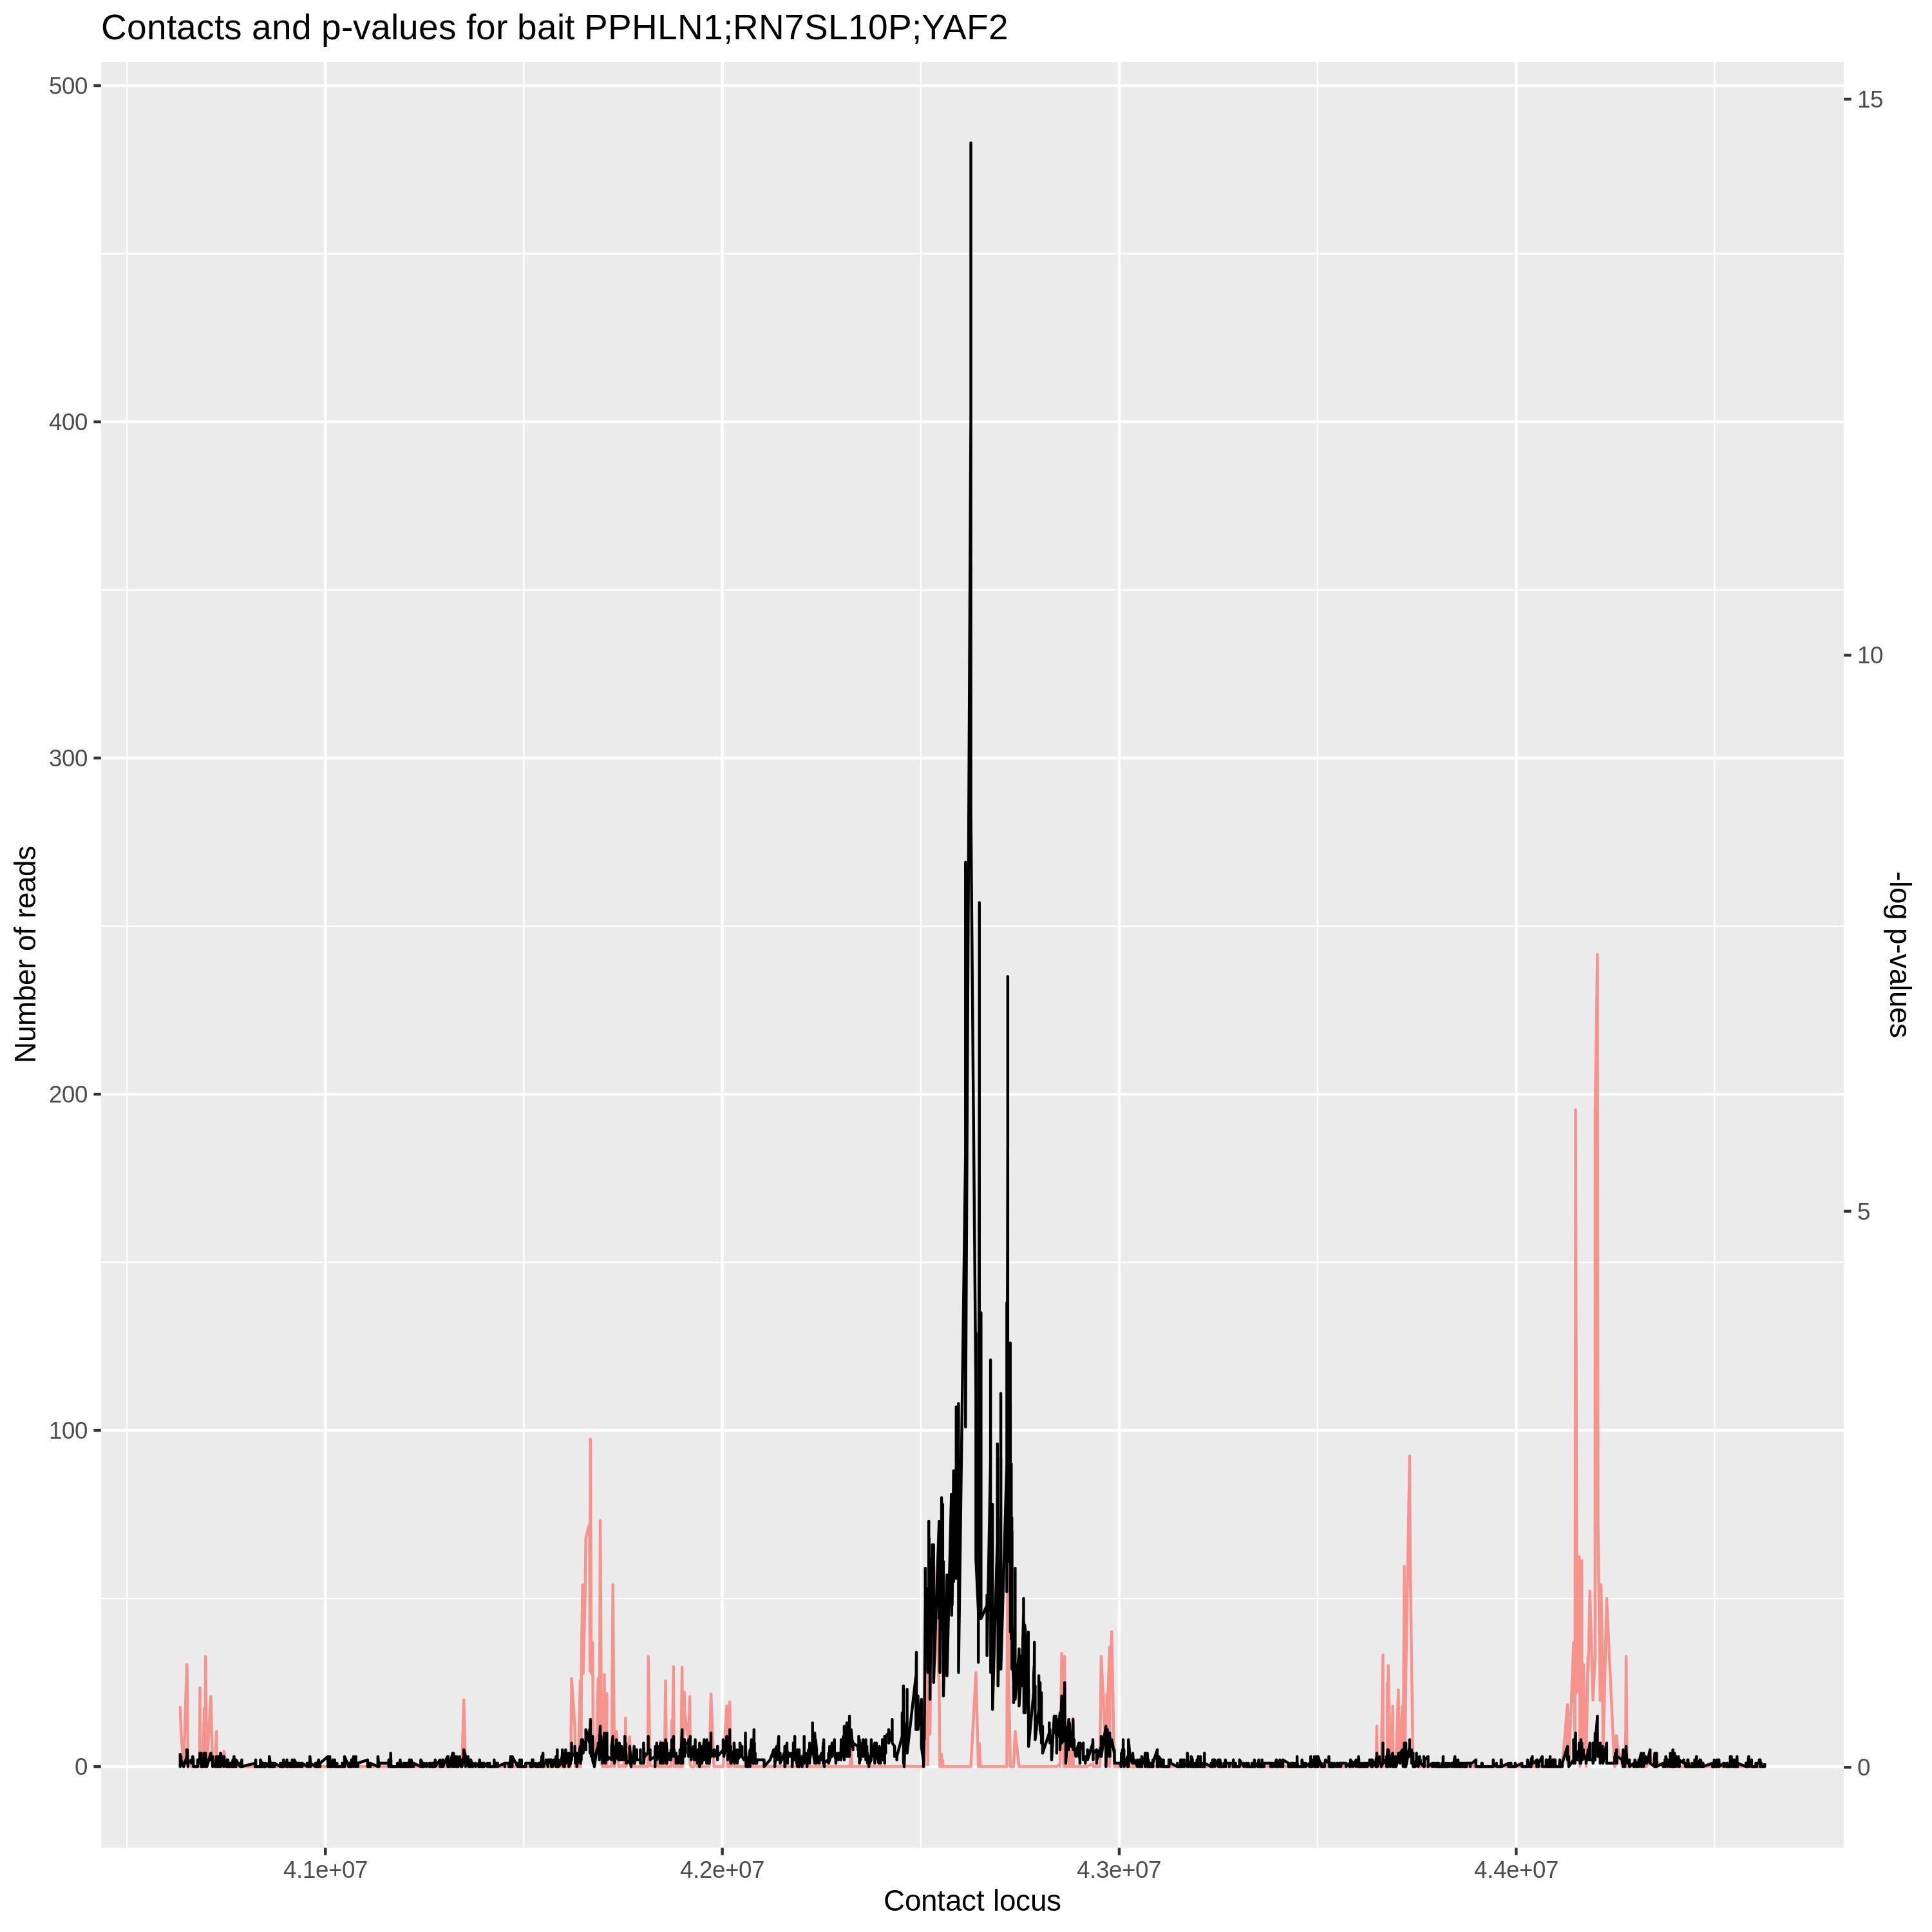 Contacts and p-values for bait PPHLN1;RN7SL10P;YAF2
500
400
300
200
100
0
Number of reads
15
10
5
0
-log p-values
4.1e+07 4.2e+07 4.3e+07 4.4e+07
Contact locus